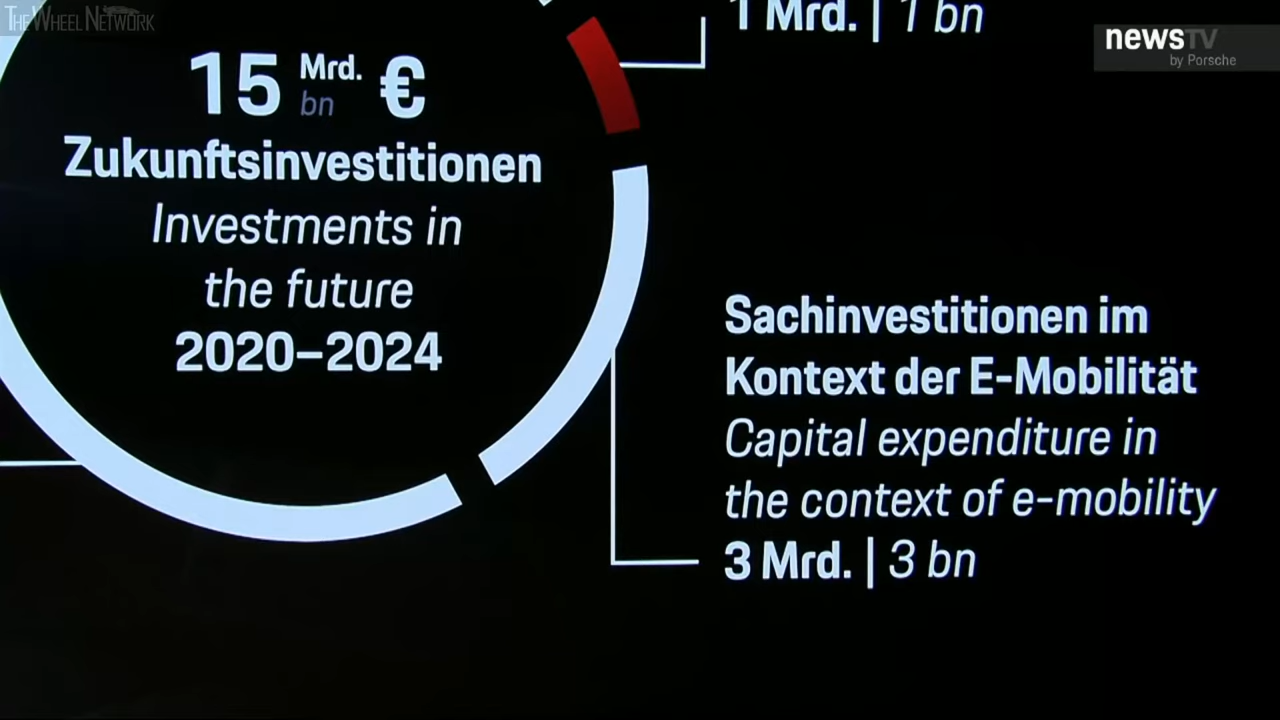 THE WHEEL NETWORK
1 Mrd. | 1 bn
newsTV
by Porsche
15 Mrd. bn €
Zukunftsinvestitionen
Investments in
the future
2020–2024
Sachinvestitionen im
Kontext der E-Mobilität
Capital expenditure in
the context of e-mobility
3 Mrd. | 3 bn